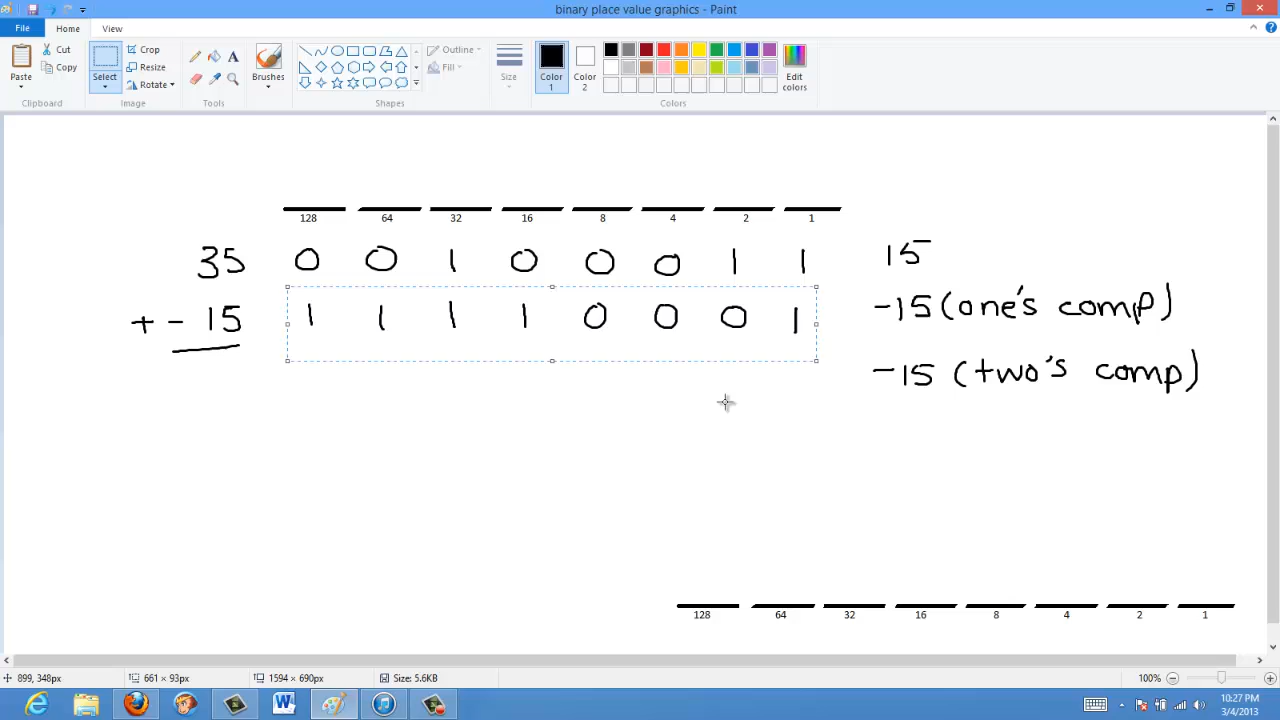 binary place value graphics - Paint
File Home View
Paste Cut Copy Clipboard
Select Crop Resize Rotate Image
Tools
Brushes
Outline Fill Shapes
Size
Color 1 Color 2 Edit colors Colors
128 64 32 16 8 4 2 1
35 0 0 1 0 0 0 1 1 15
+ - 15 1 1 1 1 0 0 0 1 -15 (one's comp)
-15 (two's comp)
128 64 32 16 8 4 2 1
899, 348px 661 × 93px 1594 × 690px Size: 5.6KB 100%
10:27 PM
3/4/2013